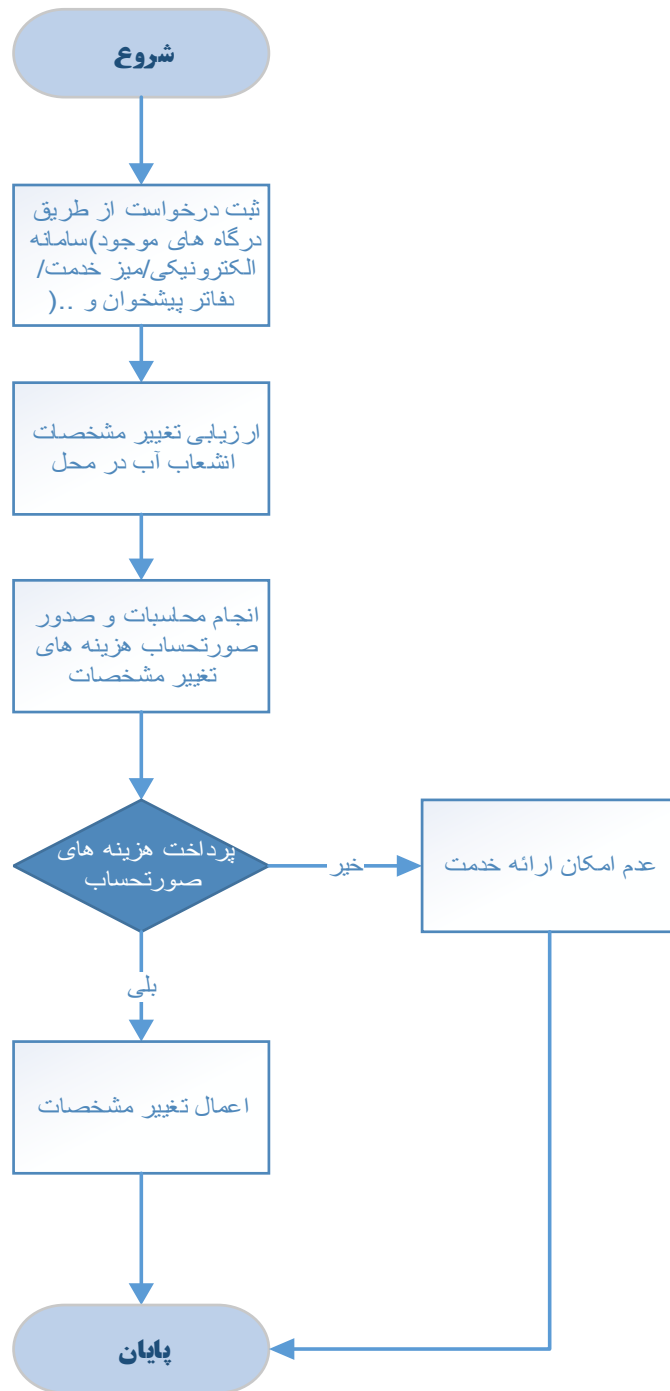 شروع
ثبت درخواست از طریق
درگاه های موجود)سامانه
الکترونیکی/میز خدمت/
دفاتر پیشخوان و ..(
ارزیابی تغییر مشخصات
انشعاب آب در محل
انجام محاسبات و صدور
صورتحساب هزینه های
تغییر مشخصات
پرداخت هزینه های
صورتحساب
خیر
عدم امکان ارائه خدمت
بلی
اعمال تغییر مشخصات
پایان